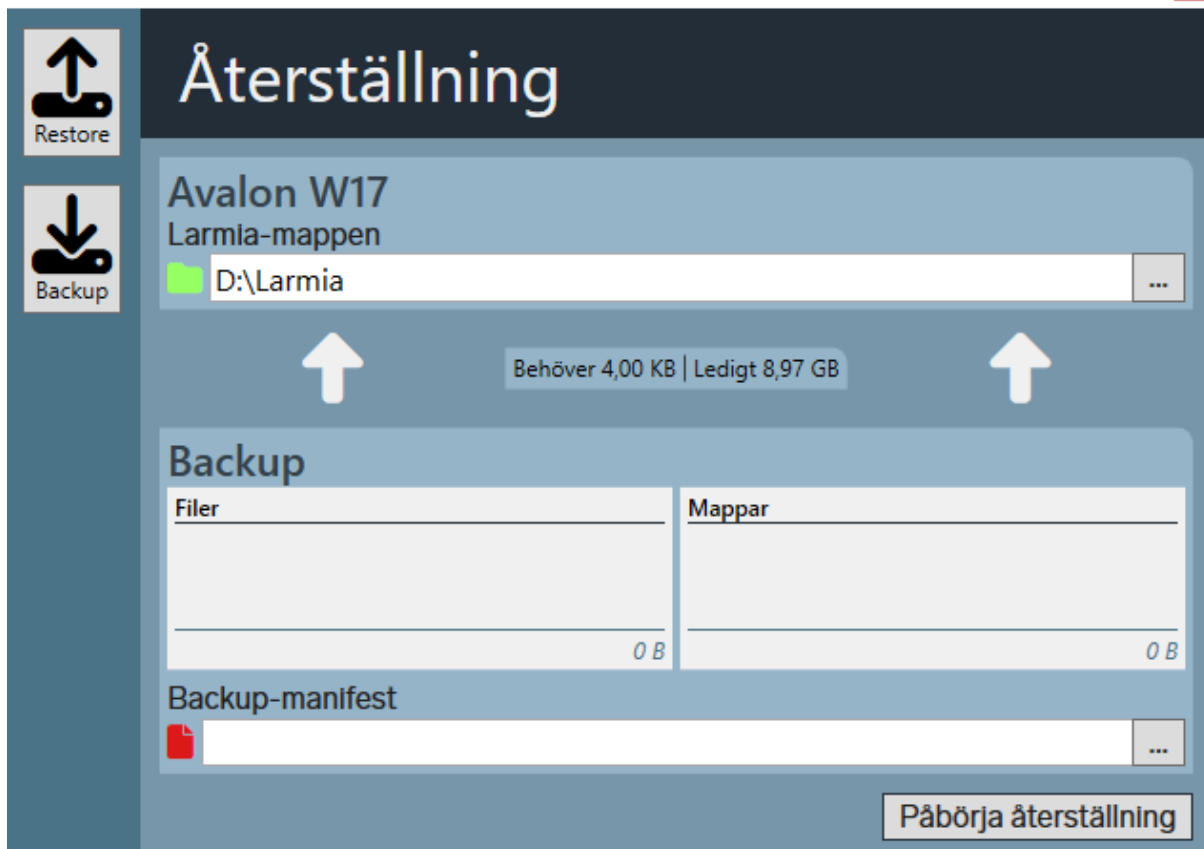 Restore
Backup
Återställning
Avalon W17
Larmia-mappen
D:\Larmia
...
Behöver 4,00 KB | Ledigt 8,97 GB
Backup
Filer
0 B
Mappar
0 B
Backup-manifest
...
Påbörja återställning